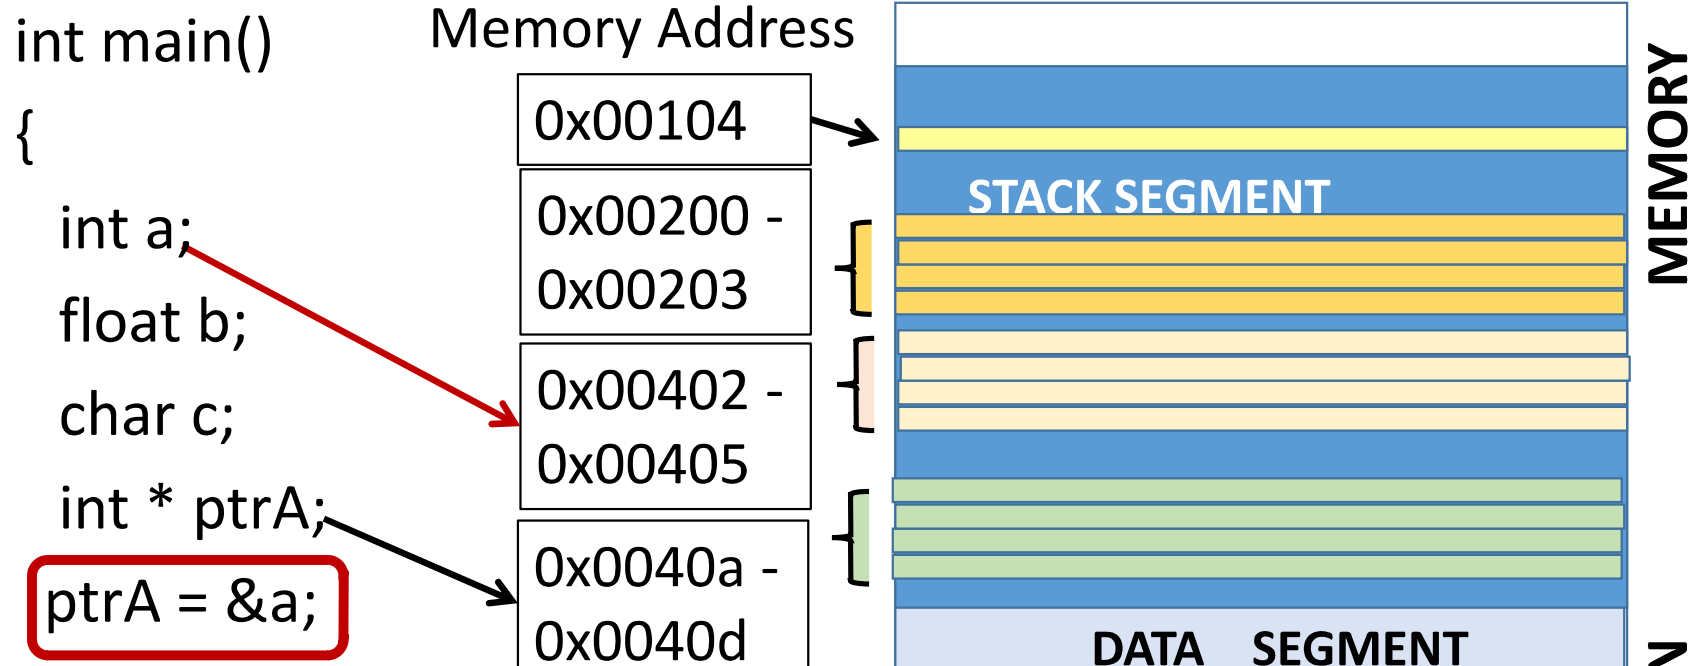 int main()
{
int a;
float b;
char c;
int * ptrA;
ptrA = &a;
Memory Address
0x00104
0x00200 -
0x00203
0x00402 -
0x00405
0x0040a -
0x0040d
STACK SEGMENT
DATA SEGMENT
MEMORY
N